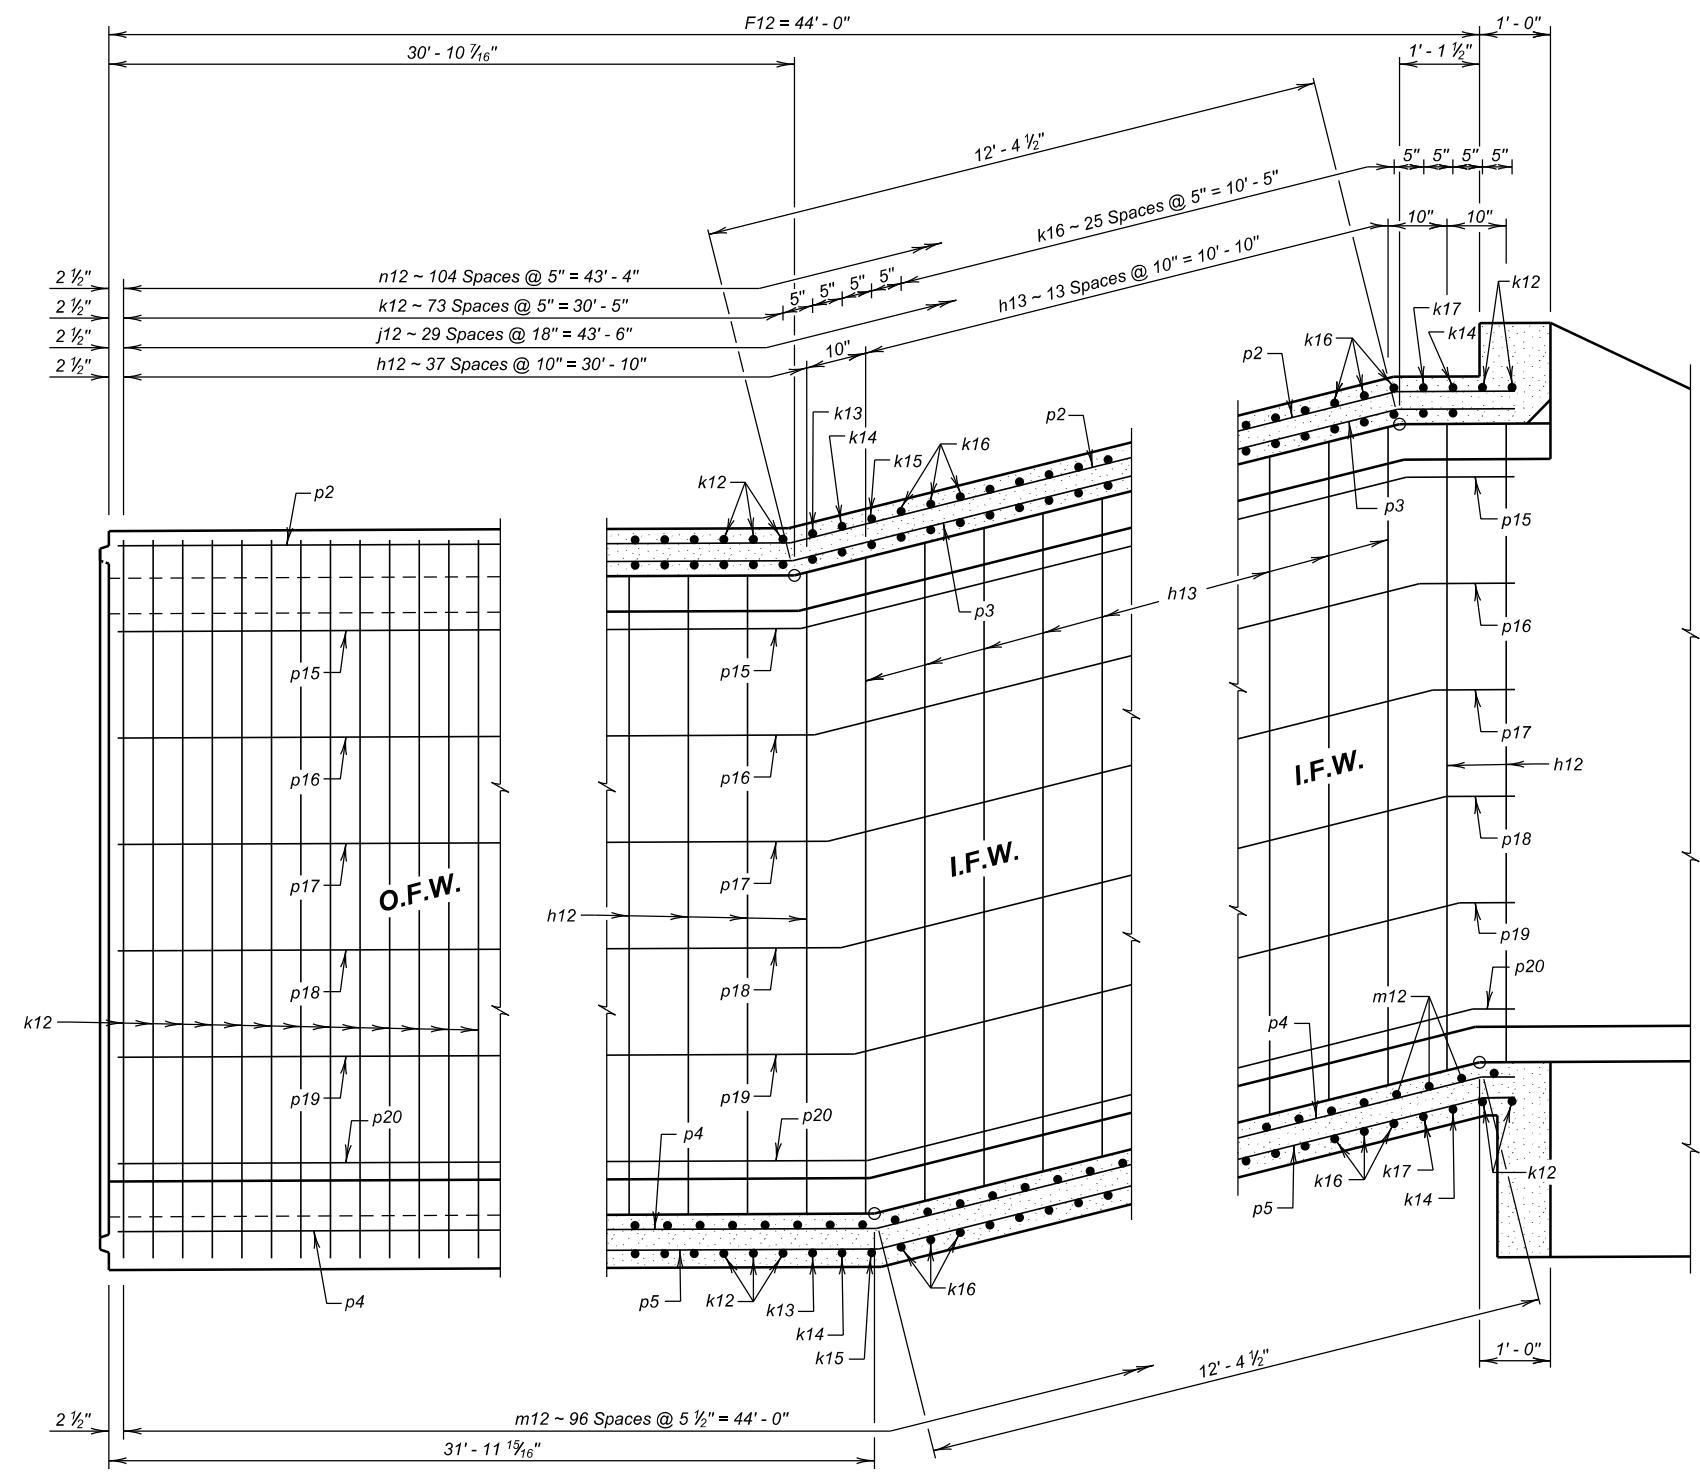 F12 = 44' - 0"
1' - 0"
30' - 10 7/16"
1' - 1 1/2"
12' - 4 1/2"
5" 5" 5" 5"
k16 ~ 25 Spaces @ 5" = 10' - 5"
10" 10"
h13 ~ 13 Spaces @ 10" = 10' - 10"
2 1/2" n12 ~ 104 Spaces @ 5" = 43' - 4"
5" 5" 5" 5"
2 1/2" k12 ~ 73 Spaces @ 5" = 30' - 5"
2 1/2" j12 ~ 29 Spaces @ 18" = 43' - 6"
2 1/2" h12 ~ 37 Spaces @ 10" = 30' - 10"
10"
k12
k17
k14
k16
p2
k13
k14
k15
k16
p2
k12
p2
p3
p15
p3
h13
p15
p15
p16
p16
p16
p17
h12
I.F.W.
I.F.W.
O.F.W.
p17
p17
p18
h12
p18
p18
p19
p20
m12
p4
k12
p19
p19
p20
p20
p4
k16
k17
k14
k12
p5
p4
p5
k12
k13
k14
k15
k16
12' - 4 1/2"
1' - 0"
2 1/2" m12 ~ 96 Spaces @ 5 1/2" = 44' - 0"
31' - 11 15/16"